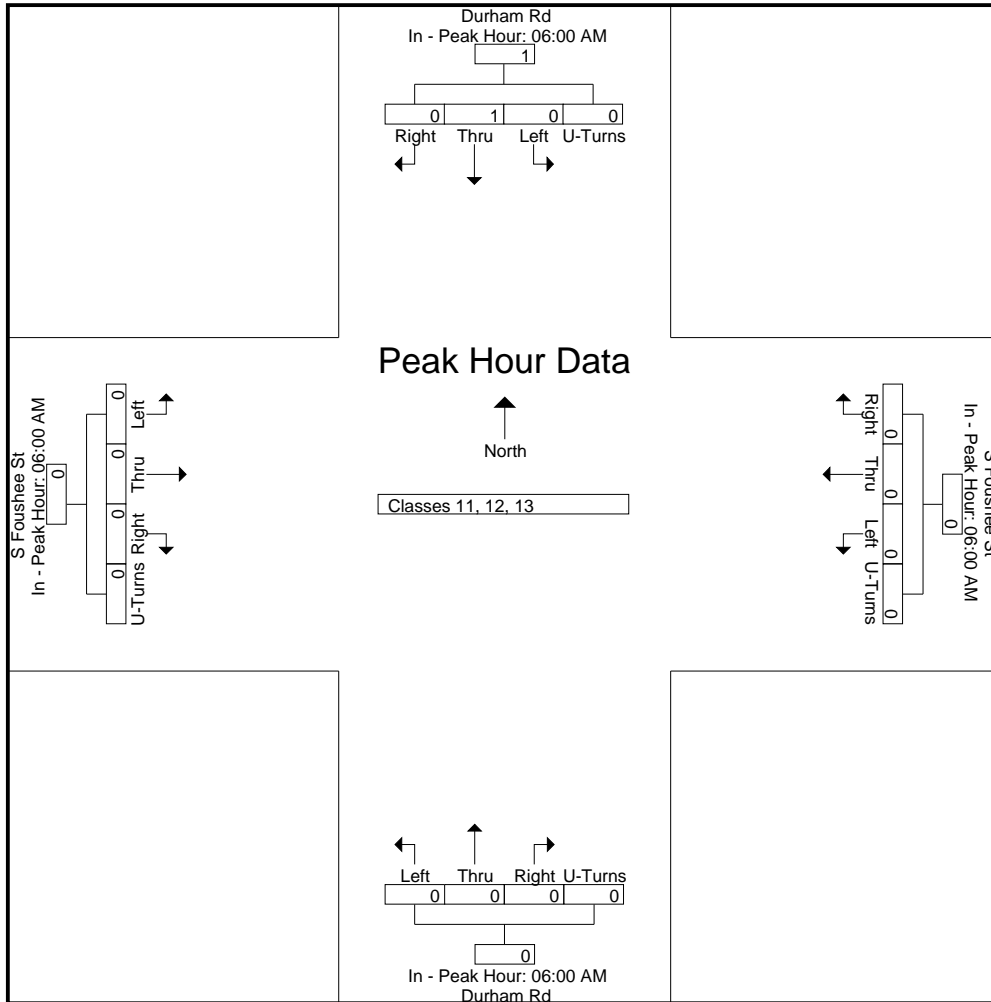 Durham Rd
In - Peak Hour: 06:00 AM
1
0 1 0 0
Right Thru Left U-Turns
Peak Hour Data
North
Classes 11, 12, 13
S Foushee St
In - Peak Hour: 06:00 AM
0
0 0 0 0
Left Thru Right U-Turns
S Foushee St
In - Peak Hour: 06:00 AM
0
0 0 0 0
Right Thru Left U-Turns
Left Thru Right U-Turns
0 0 0 0
0
In - Peak Hour: 06:00 AM
Durham Rd